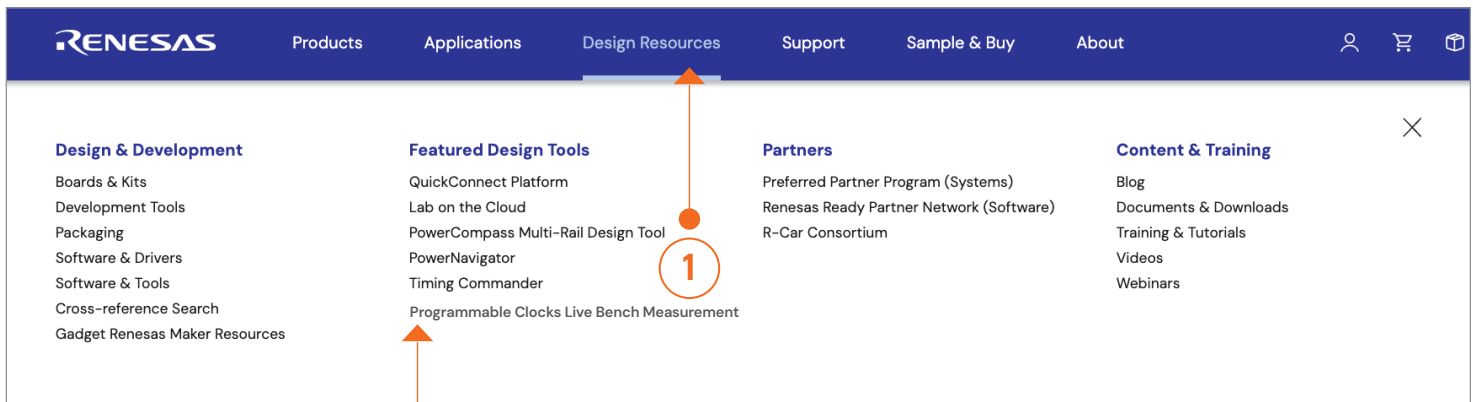 RENESAS Products Applications Design Resources Support Sample & Buy About
Design & Development
Boards & Kits
Development Tools
Packaging
Software & Drivers
Software & Tools
Cross-reference Search
Gadget Renesas Maker Resources
Featured Design Tools
QuickConnect Platform
Lab on the Cloud
PowerCompass Multi-Rail Design Tool
PowerNavigator
Timing Commander
Programmable Clocks Live Bench Measurement
1
Partners
Preferred Partner Program (Systems)
Renesas Ready Partner Network (Software)
R-Car Consortium
Content & Training
Blog
Documents & Downloads
Training & Tutorials
Videos
Webinars